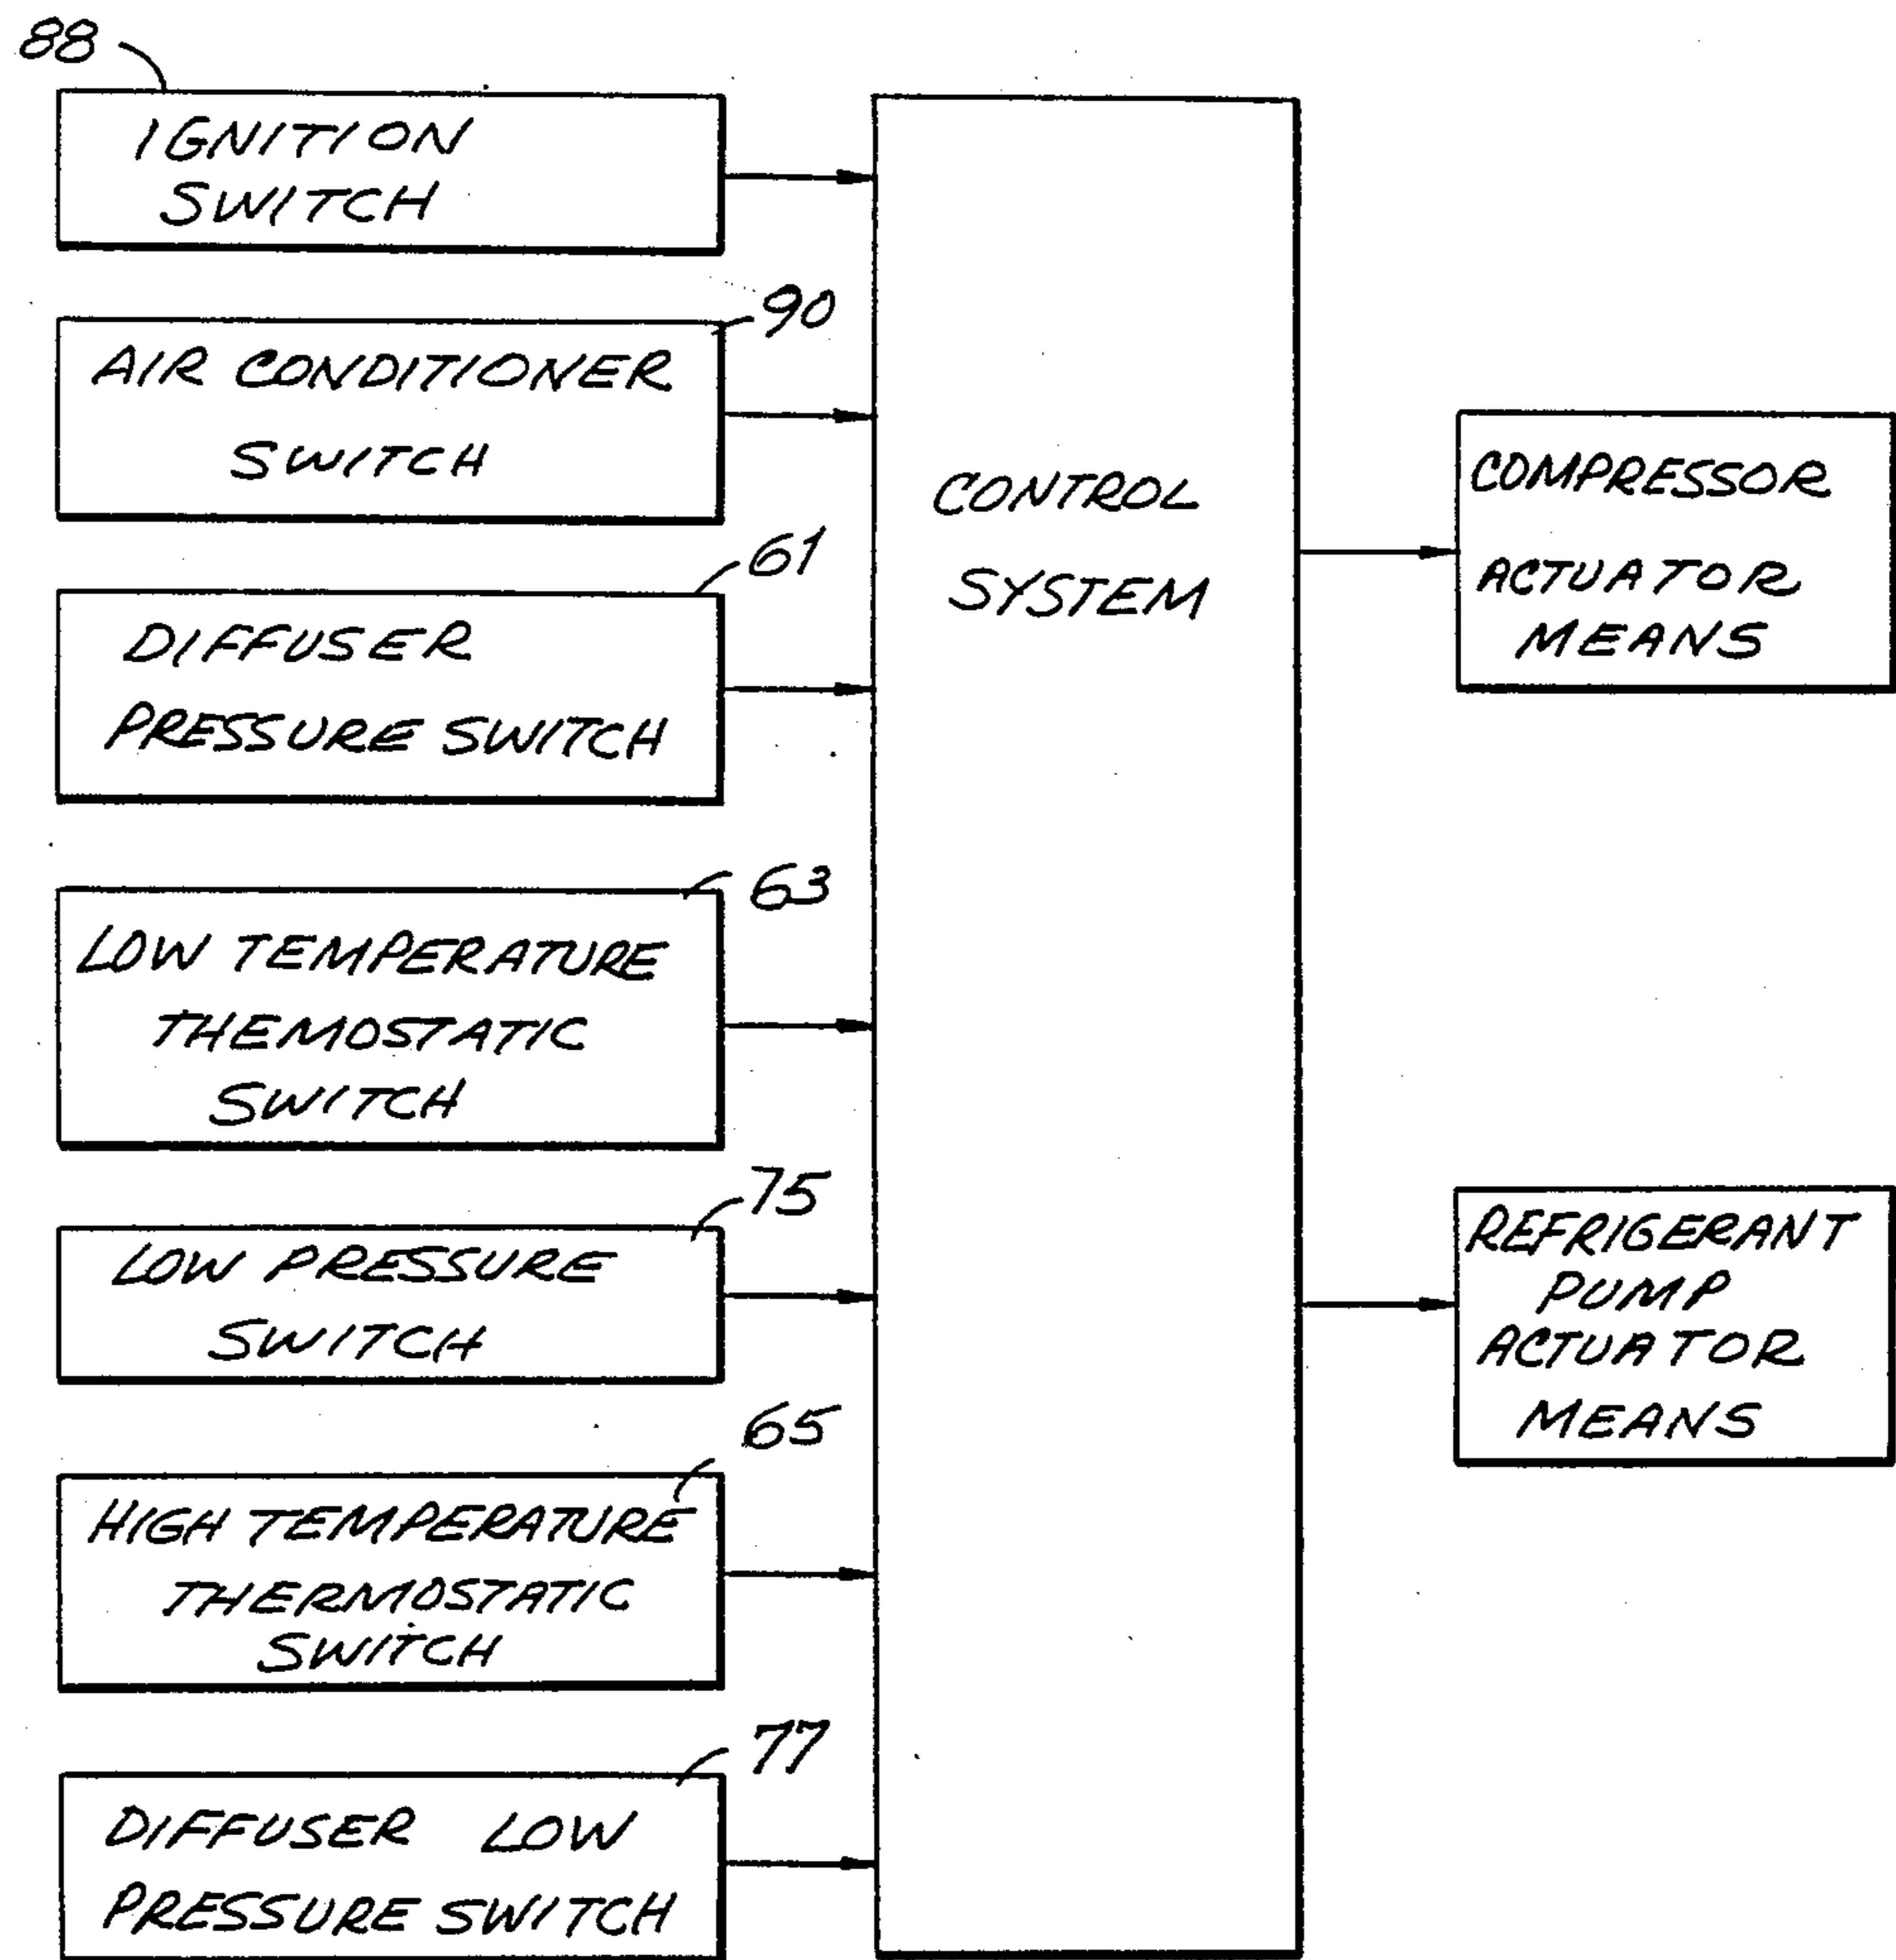 88
IGNITION
SWITCH
90
AIR CONDITIONER
SWITCH
61
DIFFUSER
PRESSURE SWITCH
63
LOW TEMPERATURE
THEMOSTATIC
SWITCH
75
LOW PRESSURE
SWITCH
65
HIGH TEMPERATURE
THERMOSTATIC
SWITCH
77
DIFFUSER LOW
PRESSURE SWITCH
CONTROL
SYSTEM
COMPRESSOR
ACTUATOR
MEANS
REFRIGERANT
PUMP
ACTUATOR
MEANS